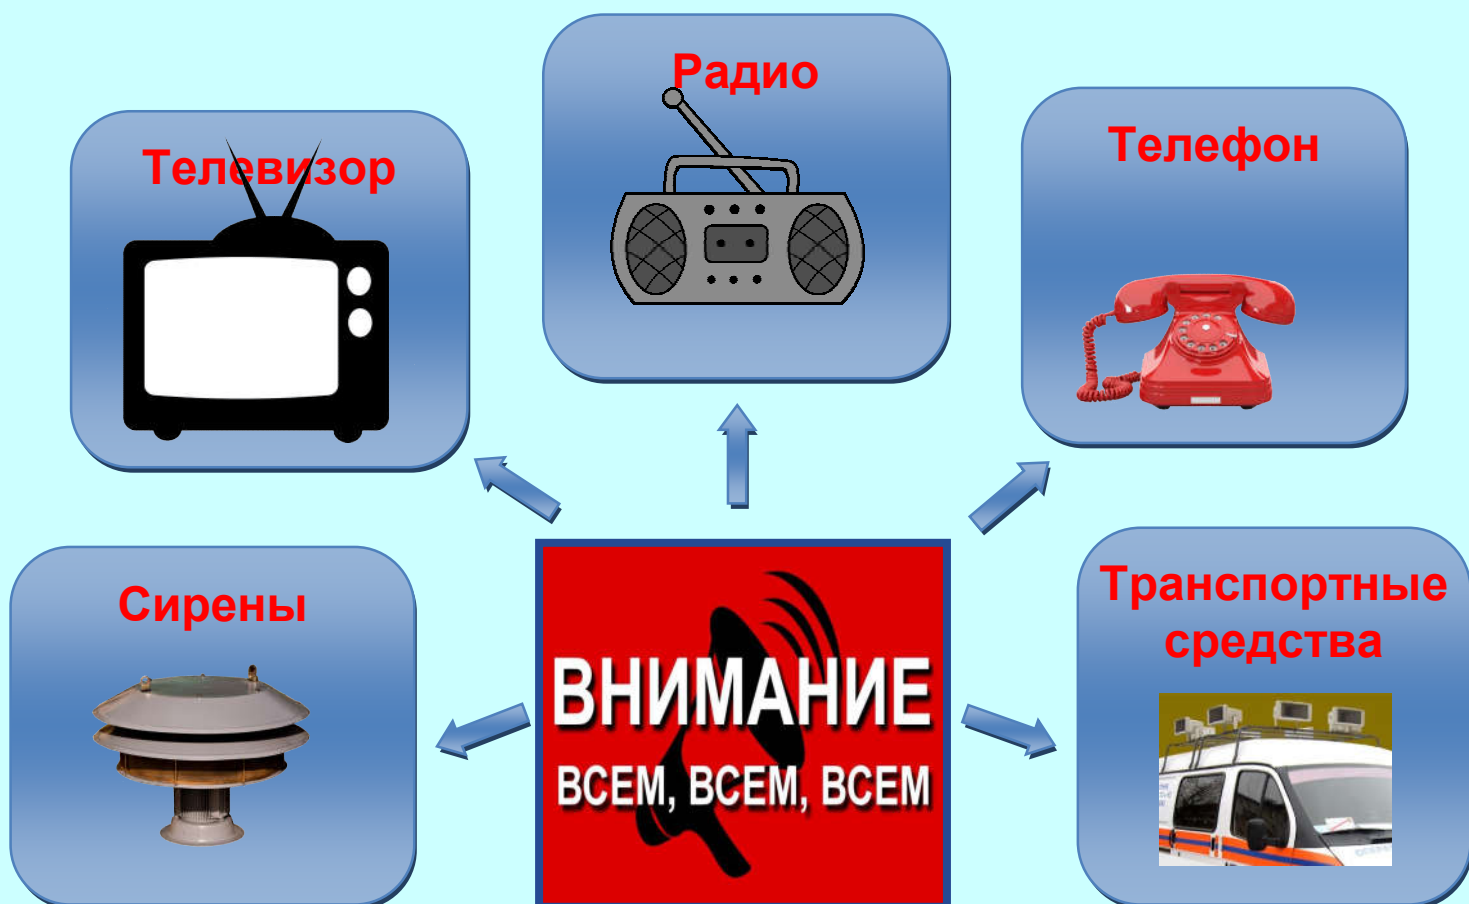 Радио
Телевизор
Телефон
Сирены
Транспортные
средства
ВНИМАНИЕ
ВСЕМ, ВСЕМ, ВСЕМ